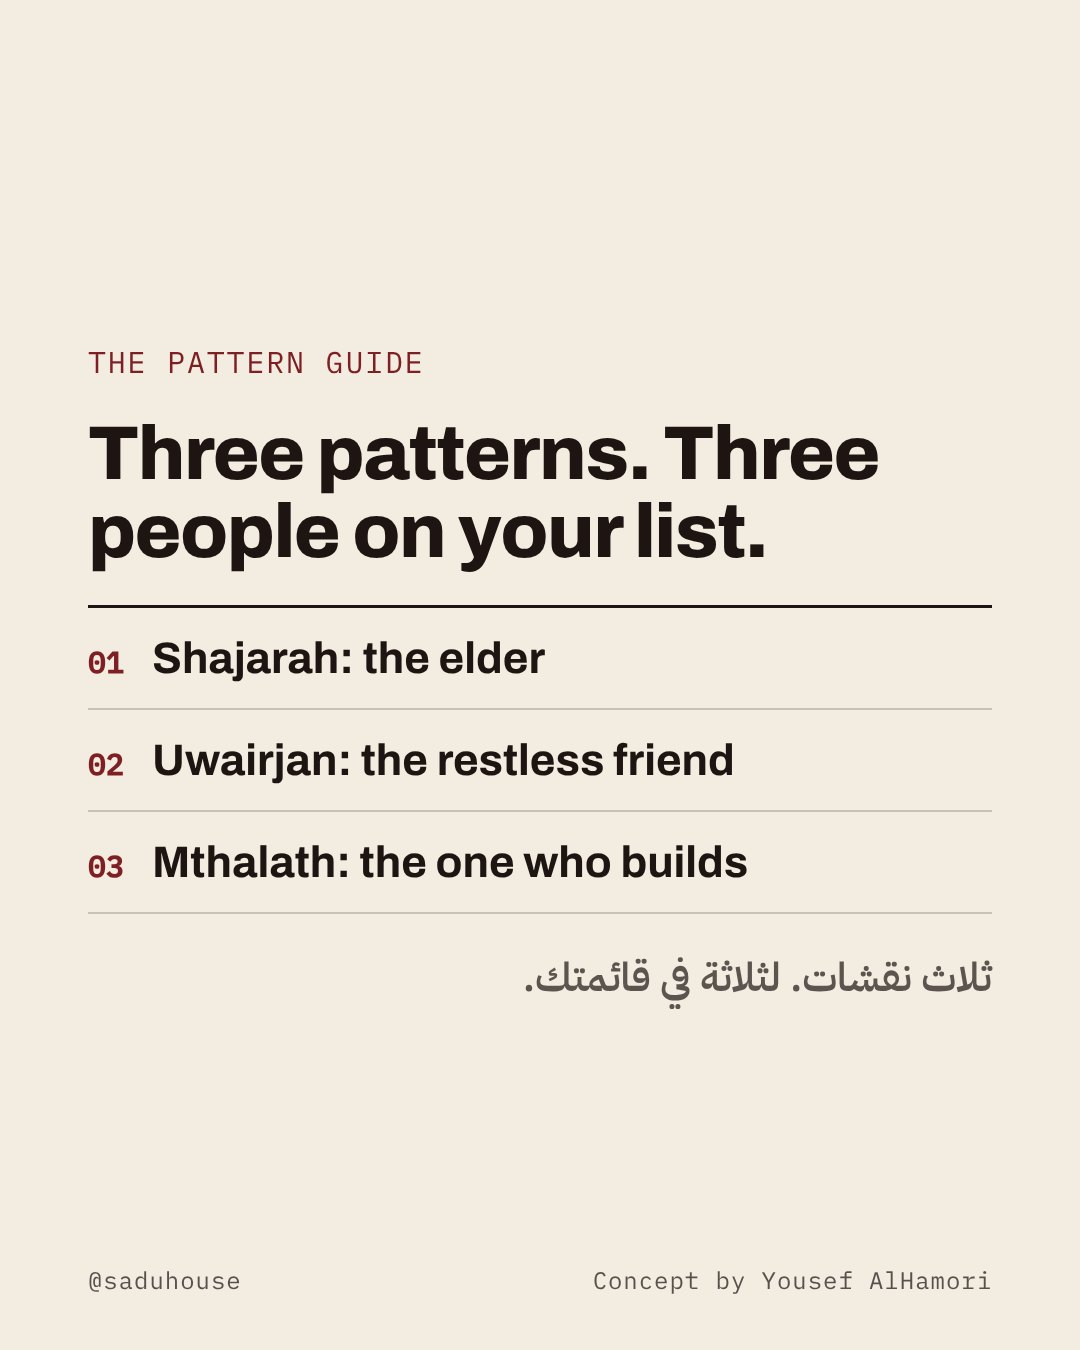 THE PATTERN GUIDE
Three patterns. Three
people on your list.
01 Shajarah: the elder
02 Uwairjan: the restless friend
03 Mthalath: the one who builds
ثلاث نقشات. لثلاثة في قائمتك.
@saduhouse
Concept by Yousef AlHamori